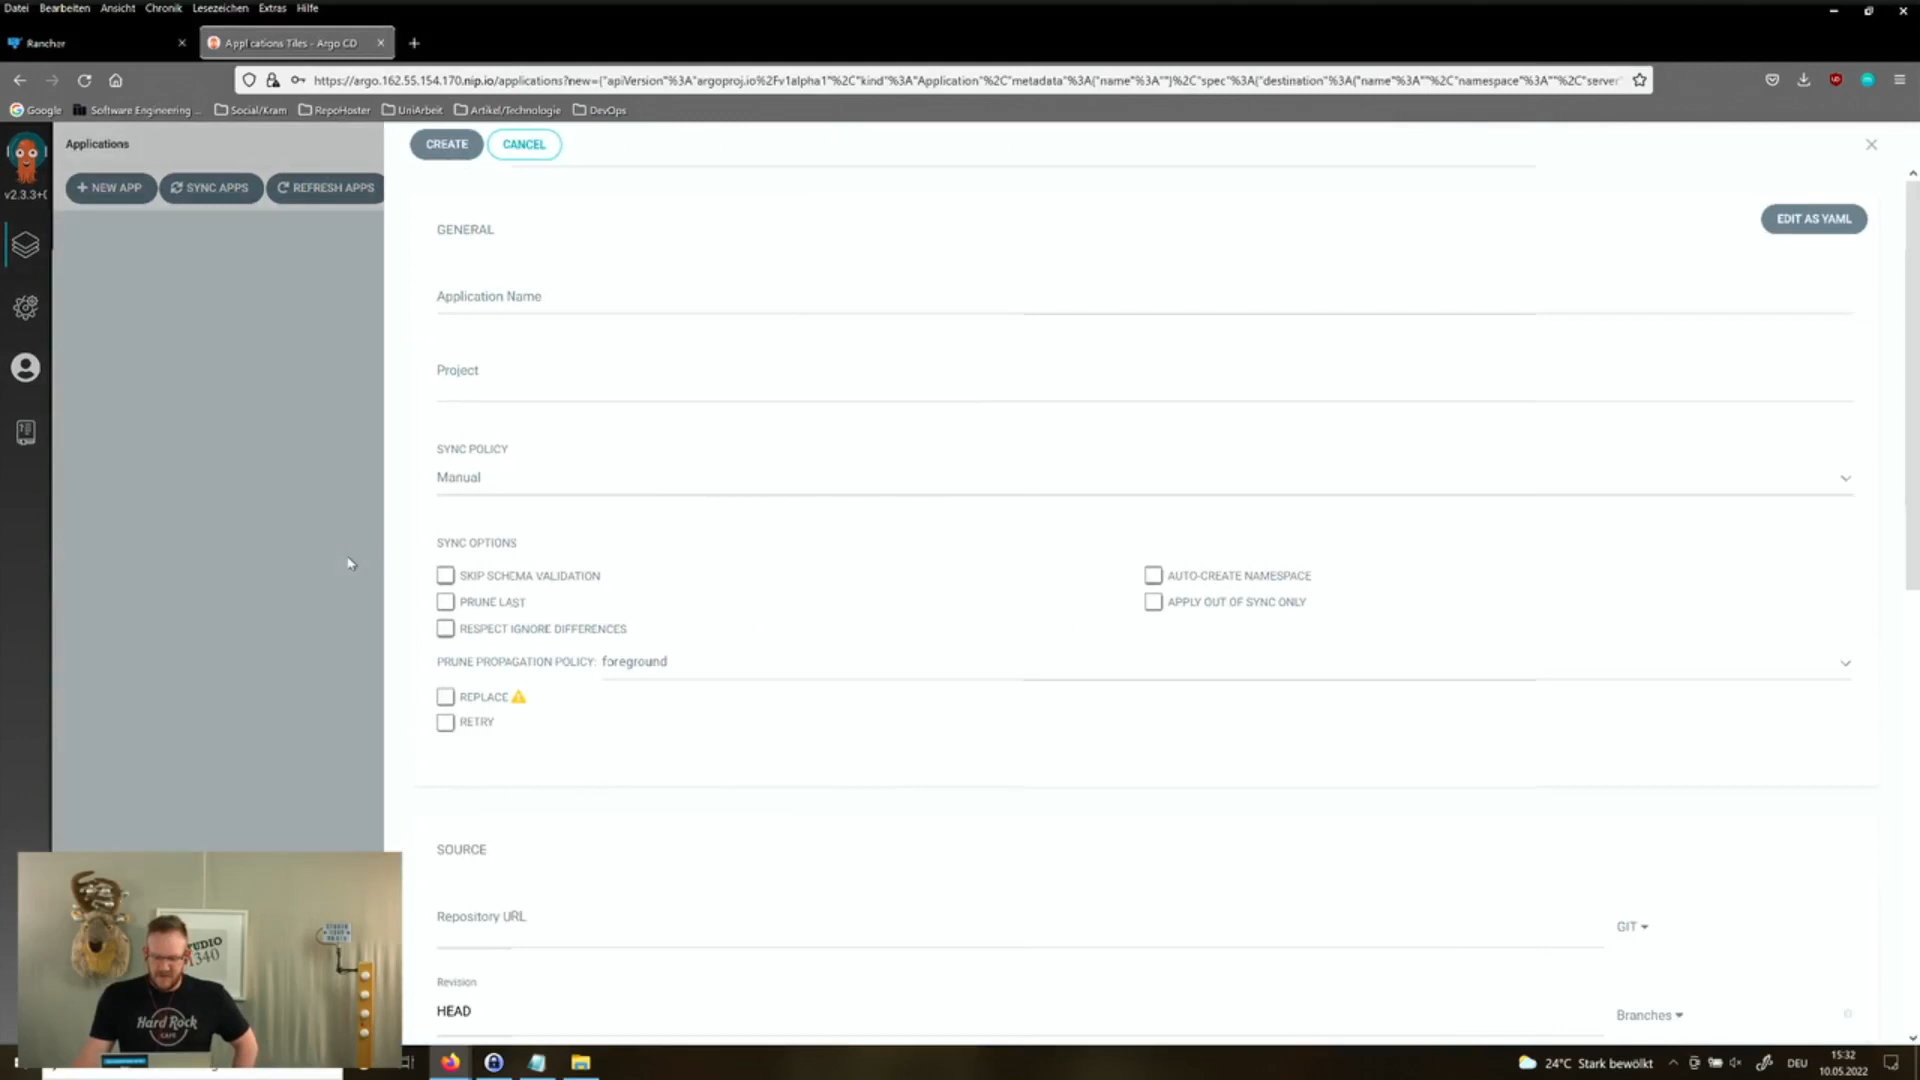 Datei Bearbeiten Ansicht Chronik Lesezeichen Extras Hilfe
Rancher
Applications Tiles - Argo CD
https://argo.162.55.154.170.nip.io/applications?new={"apiVersion"%3A"argoproj.io%2Fv1alpha1"%2C"kind"%3A"Application"%2C"metadata"%3A{"name"%3A""}%2C"spec"%3A{"destination"%3A{"name"%3A""%2C"namespace"%3A""%2C"server"
Google Software Engineering ... Social/Kram RepoHoster UniArbeit Artikel/Technologie DevOps
Applications
CREATE CANCEL
v2.3.3+(
+ NEW APP SYNC APPS REFRESH APPS
EDIT AS YAML
GENERAL
Application Name
Project
SYNC POLICY
Manual
SYNC OPTIONS
SKIP SCHEMA VALIDATION AUTO-CREATE NAMESPACE
PRUNE LAST APPLY OUT OF SYNC ONLY
RESPECT IGNORE DIFFERENCES
PRUNE PROPAGATION POLICY: foreground
REPLACE
RETRY
SOURCE
Repository URL
GIT
Revision
HEAD
Branches
STUDIO
1340
Hard Rock
CAFE
24°C Stark bewölkt
DEU
15:32
10.05.2022